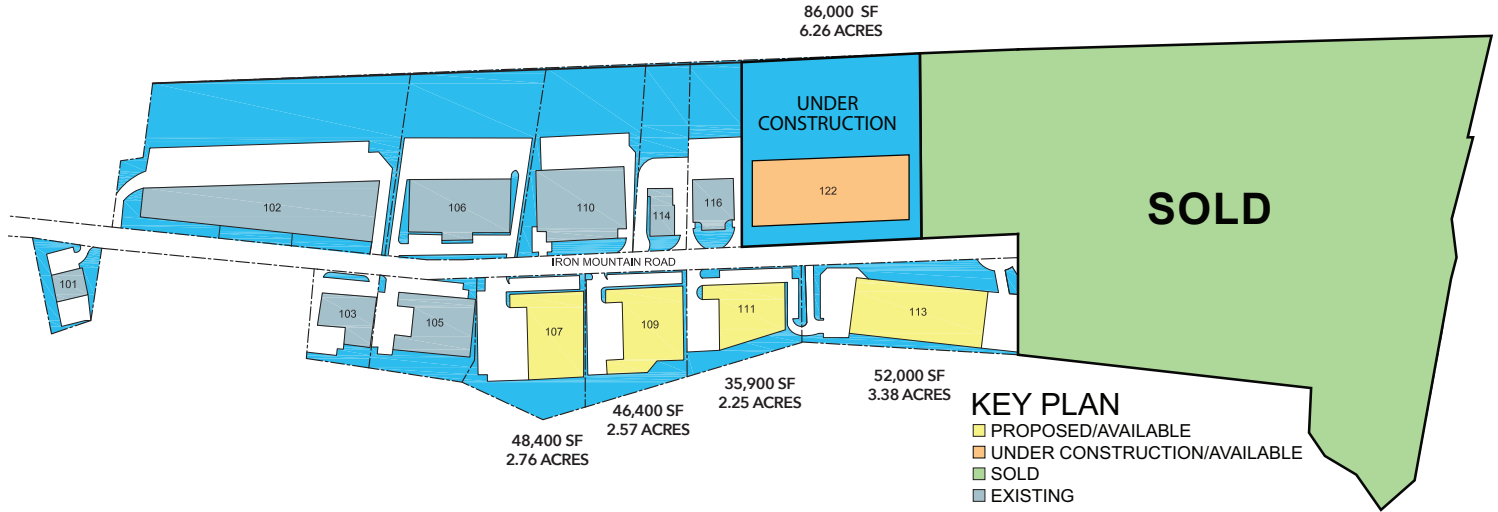 86,000 SF
6.26 ACRES
UNDER
CONSTRUCTION
122
SOLD
102
106
110
114
116
IRON MOUNTAIN ROAD
101
103
105
107
109
111
113
48,400 SF
2.76 ACRES
46,400 SF
2.57 ACRES
35,900 SF
2.25 ACRES
52,000 SF
3.38 ACRES
KEY PLAN
PROPOSED/AVAILABLE
UNDER CONSTRUCTION/AVAILABLE
SOLD
EXISTING